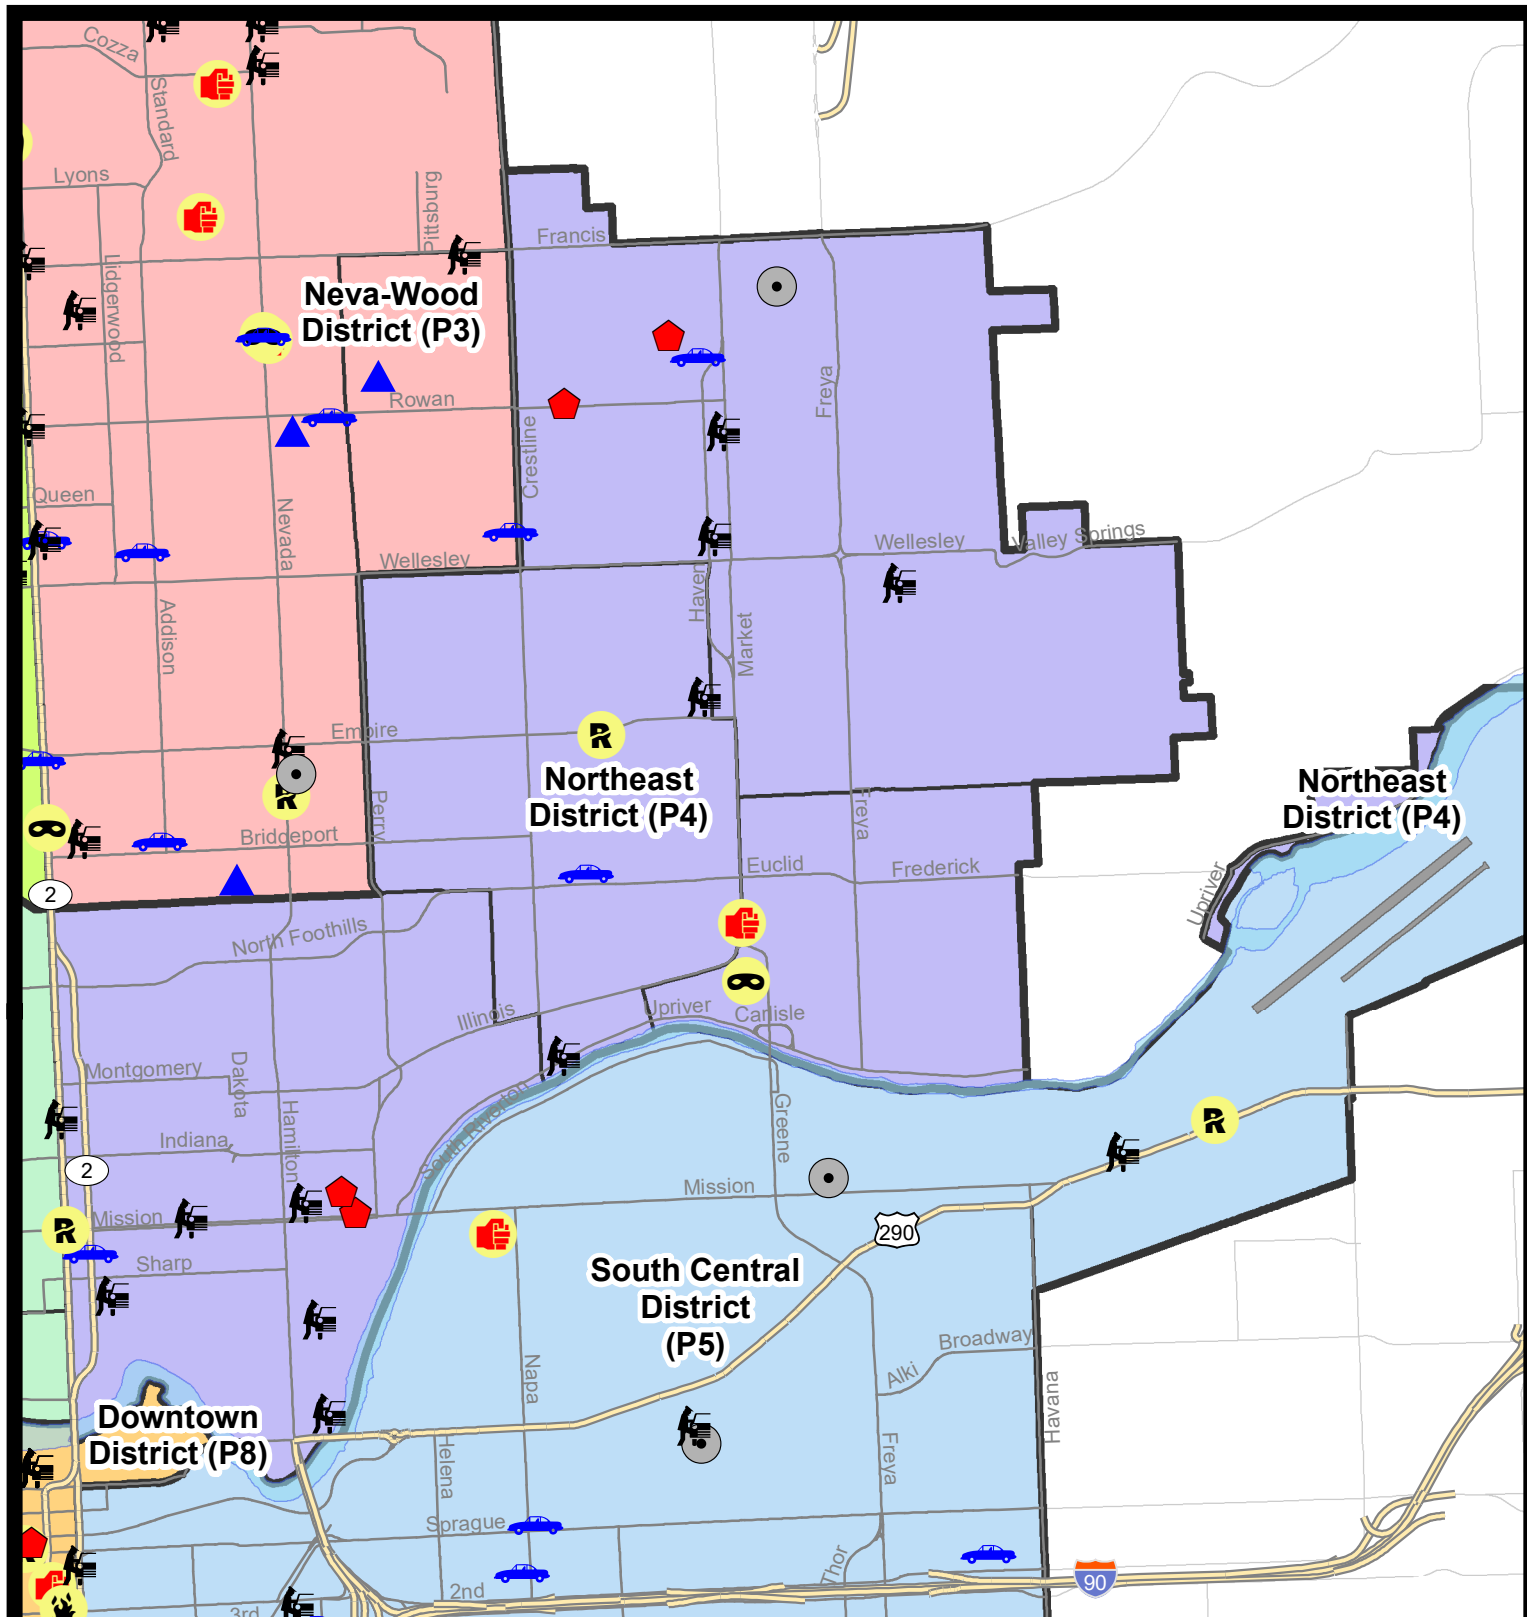 Cozza
Standard
Lyons
Pittsburg
Francis
Lidgerwood
Neva-Wood
District (P3)
Freya
Rowan
Crestline
Queen
Nevada
Wellesley
Wellesley
Valley Springs
Haven
Addison
Market
Empire
Northeast
District (P4)
Northeast
District (P4)
Perry
Freya
Bridgeport
Euclid
Frederick
Upriver
2
North Foothills
Illinois
Upriver
Carlisle
Montgomery
Dakota
Hamilton
South Riverton
Greene
Indiana
2
Mission
Mission
290
Sharp
South Central
District
(P5)
Broadway
Alki
Napa
Havana
Downtown
District (P8)
Helena
Freya
Sprague
Thor
2nd
90
3rd
R
R
R
R